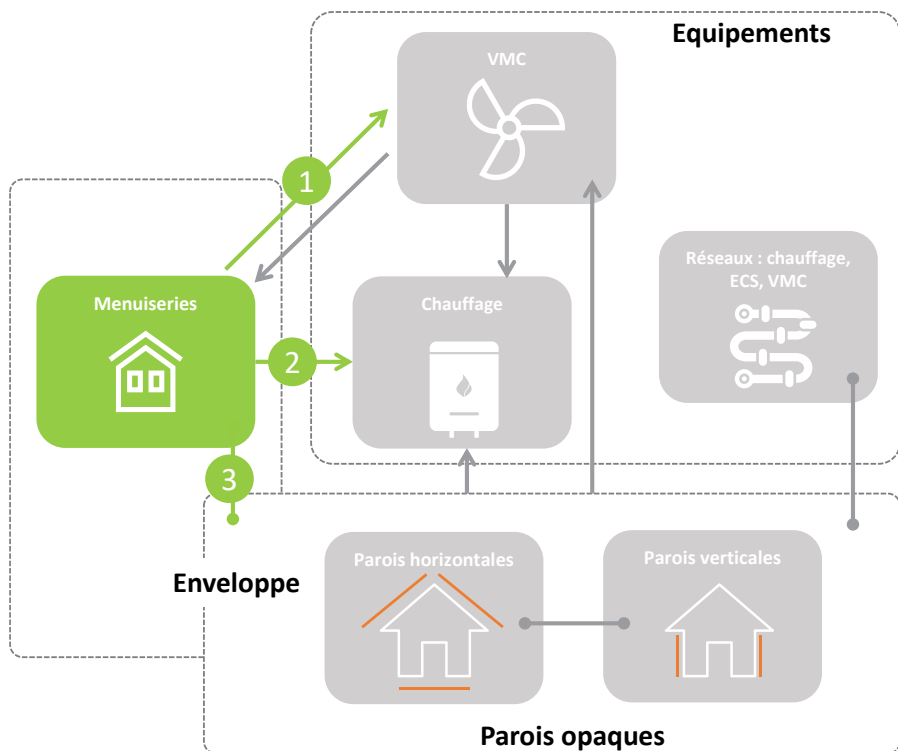 Equipements
VMC
1
Réseaux : chauffage,
ECS, VMC
Menuiseries
Chauffage
2
3
Parois horizontales
Parois verticales
Enveloppe
Parois opaques